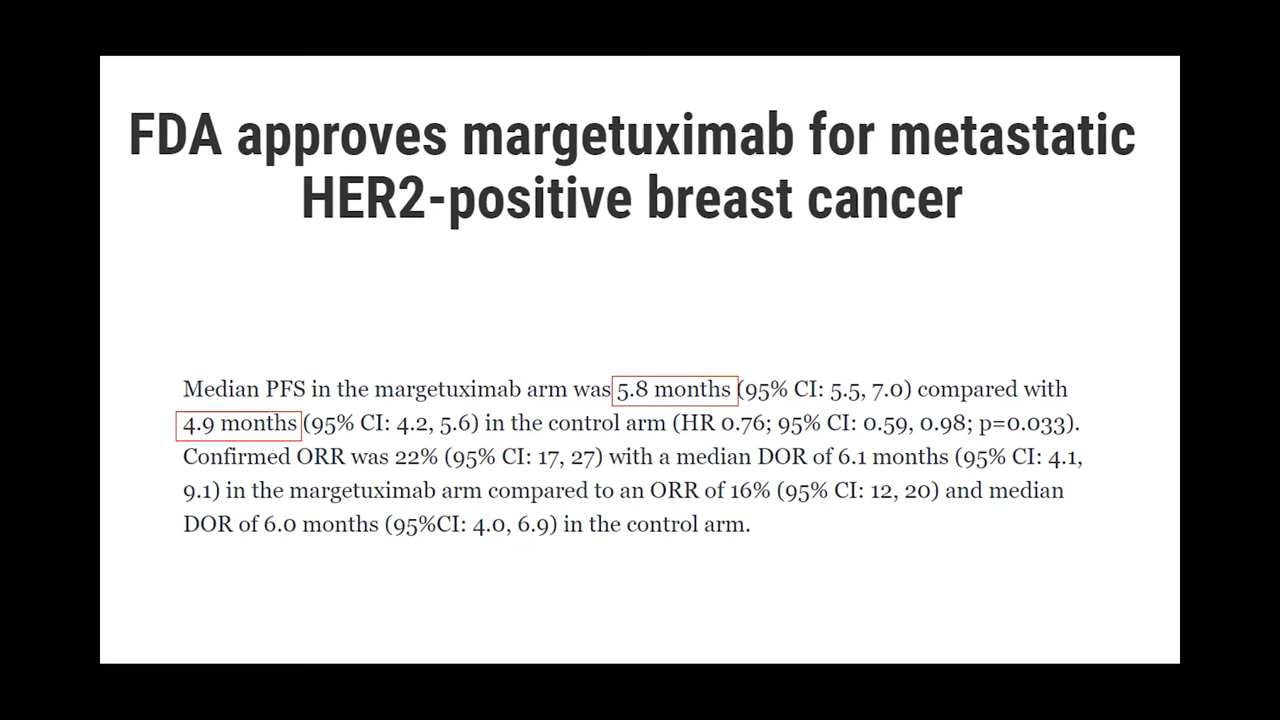 FDA approves margetuximab for metastatic
HER2-positive breast cancer
Median PFS in the margetuximab arm was 5.8 months (95% CI: 5.5, 7.0) compared with
4.9 months (95% CI: 4.2, 5.6) in the control arm (HR 0.76; 95% CI: 0.59, 0.98; p=0.033).
Confirmed ORR was 22% (95% CI: 17, 27) with a median DOR of 6.1 months (95% CI: 4.1,
9.1) in the margetuximab arm compared to an ORR of 16% (95% CI: 12, 20) and median
DOR of 6.0 months (95%CI: 4.0, 6.9) in the control arm.